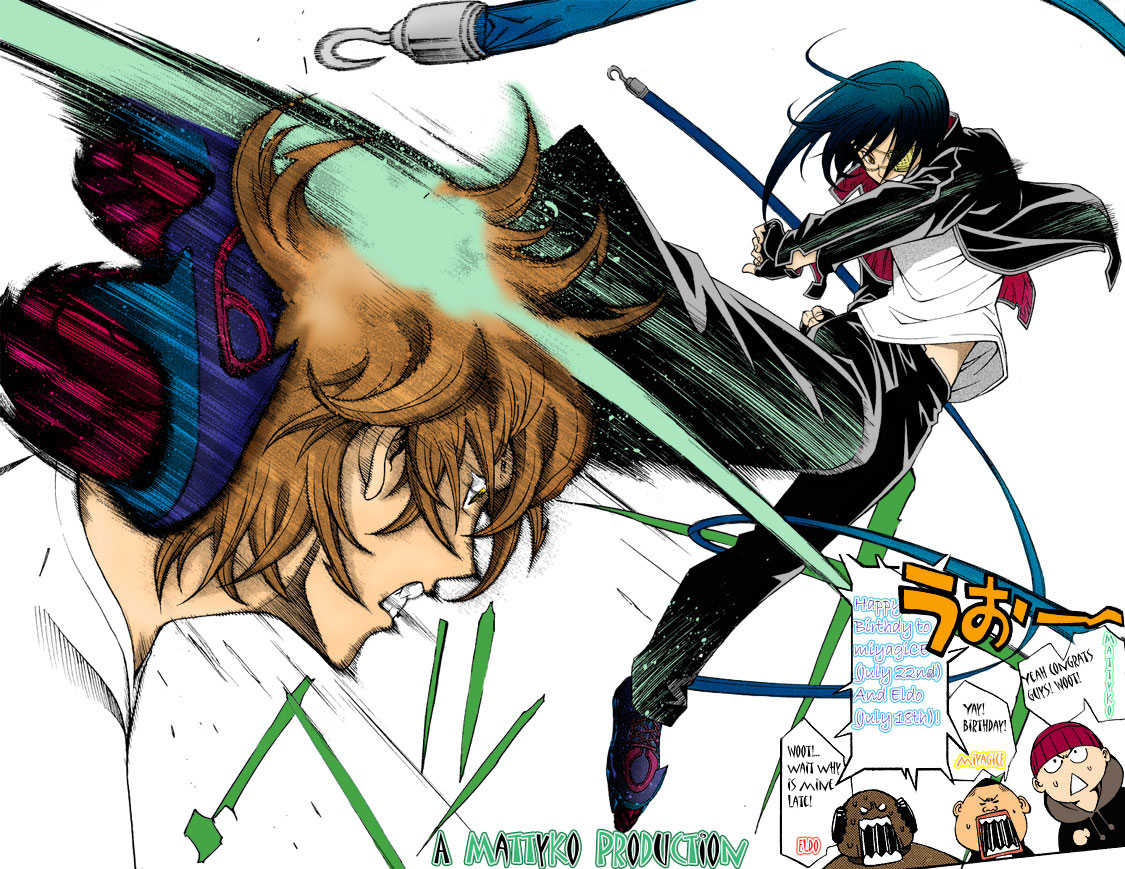 うおー～
Happy
Birthdy to
miyagiCE
(July 22nd)
And Eldo
(July 18th)!
MATTYKO
YEAH CONGRATS
GUYS! WOOT!
YAY!
BIRTHDAY!
MIYAGICE
WOOT!...
WAIT WHY
IS MINE
LATE!
ELDO
A MATTYKO PRODUCTION